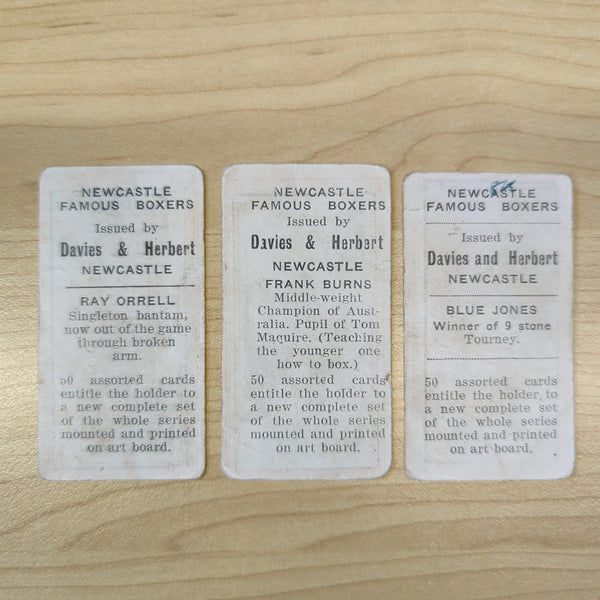 NEWCASTLE
FAMOUS BOXERS
Issued by
Davies & Herbert
NEWCASTLE
RAY ORRELL
Singleton bantam,
now out of the game
through broken
arm.
50 assorted cards
entitle the holder to
a new complete set
of the whole series
mounted and printed
on art board.
NEWCASTLE
FAMOUS BOXERS
Issued by
Davies & Herbert
NEWCASTLE
FRANK BURNS
Middle-weight
Champion of Aust-
ralia. Pupil of Tom
Maguire. (Teaching
the younger one
how to box.)
50 assorted cards
entitle the holder to
a new complete set
of the whole series
mounted and printed
on art board.
NEWCASTLE
FAMOUS BOXERS
Issued by
Davies and Herbert
NEWCASTLE
BLUE JONES
Winner of 9 stone
Tourney.
50 assorted cards
entitle the holder to
a new complete set
of the whole series
mounted and printed
on art board.